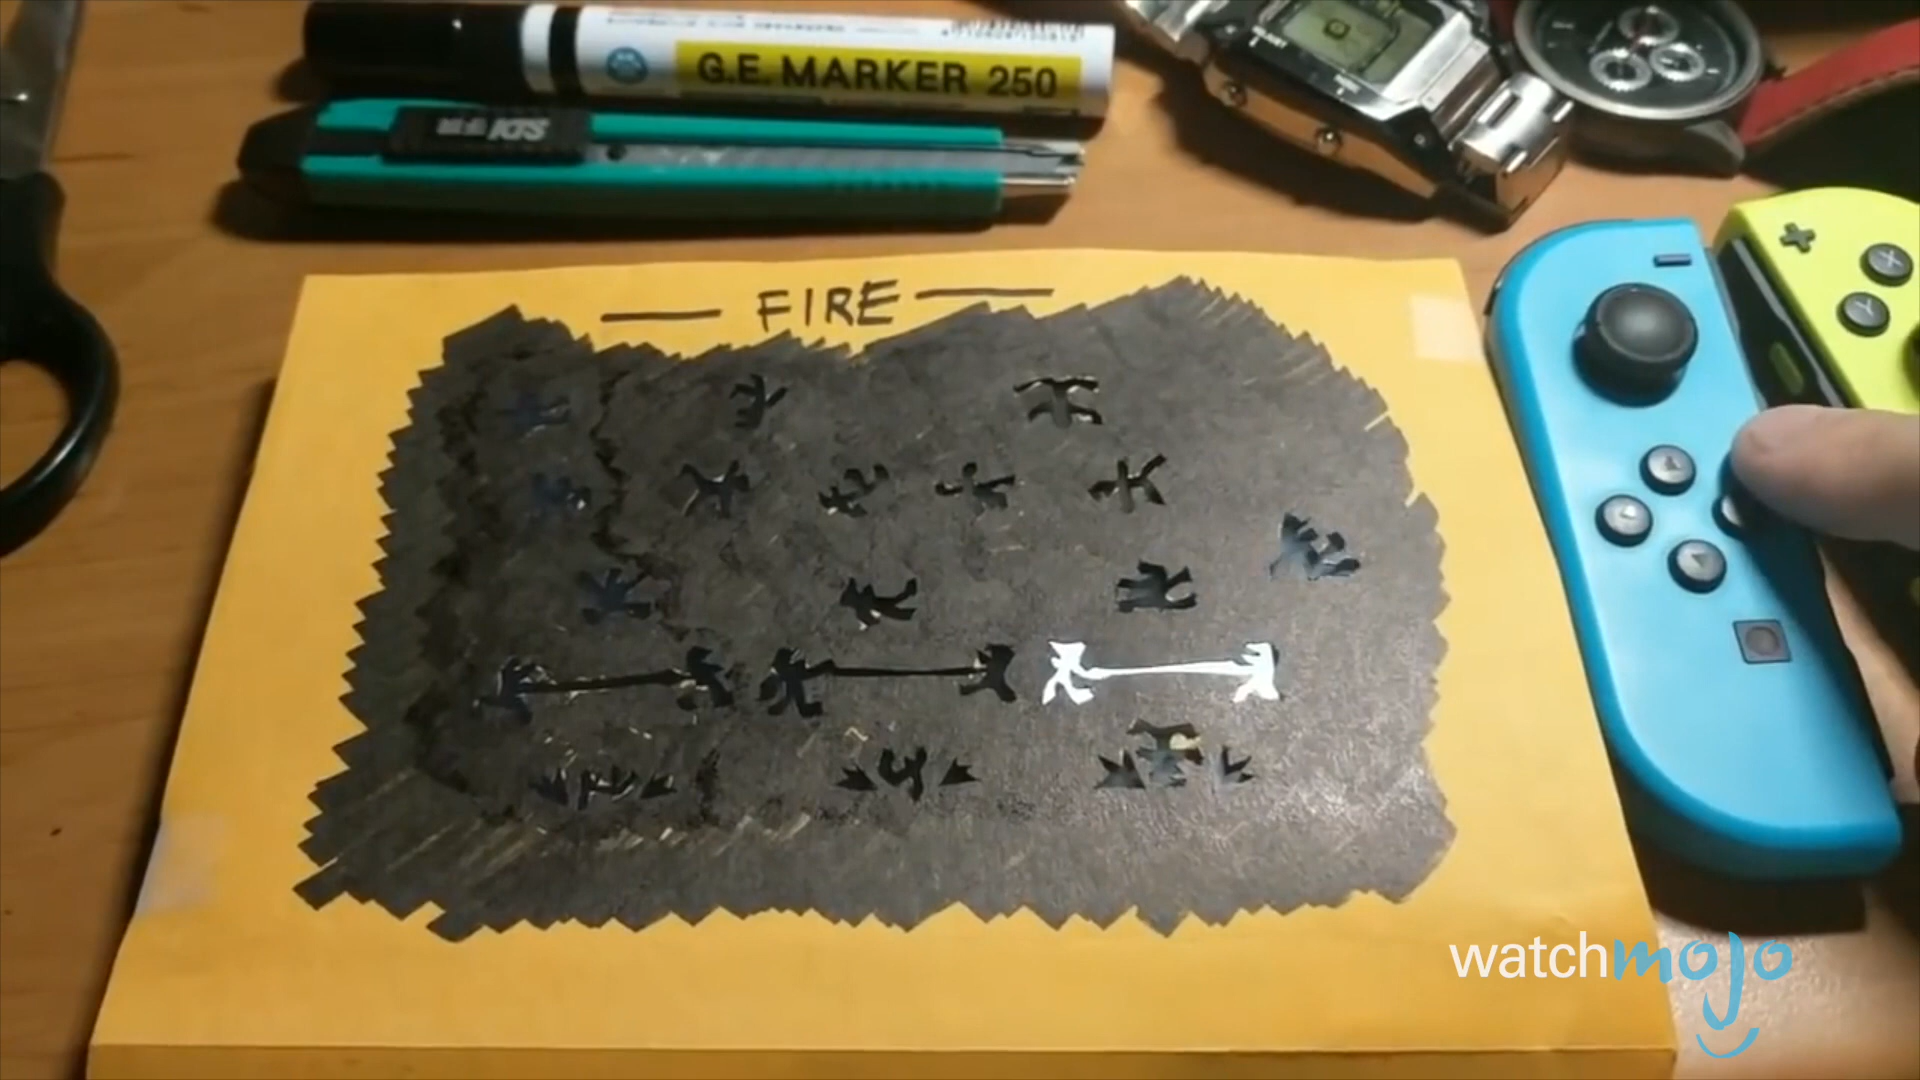 G.E. MARKER 250
KDS
— FIRE —
X
Y
watchmojo